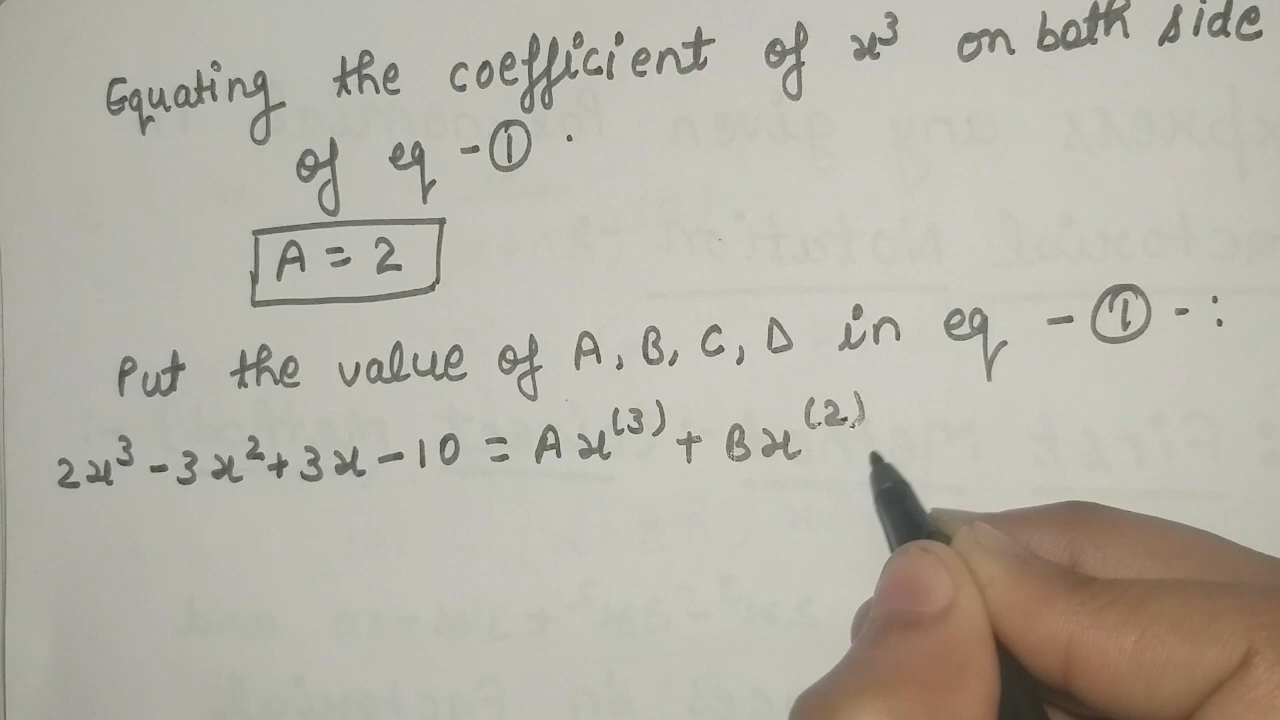 Equating the coefficient of x³ on both side
of eq - ① .
A = 2
Put the value of A, B, C, D in eq - ① - :
2x³ - 3x² + 3x - 10 = Ax⁽³⁾ + Bx⁽²⁾